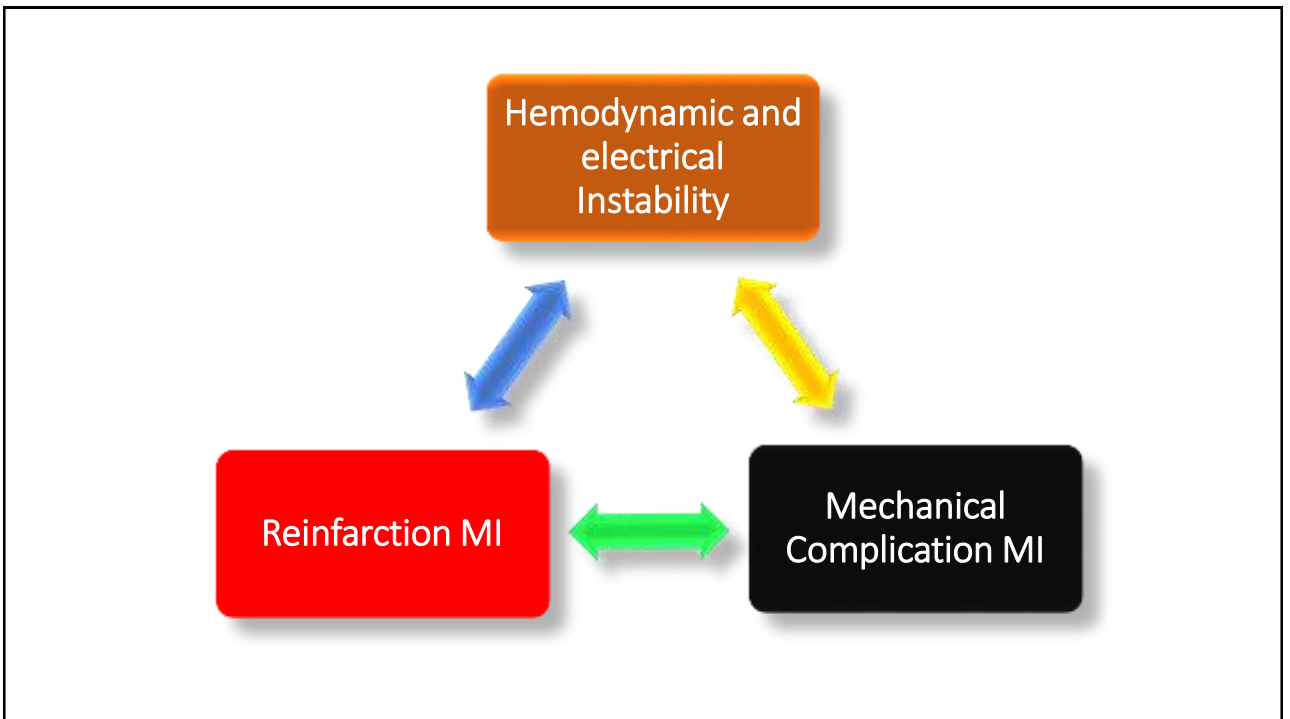 Hemodynamic and
electrical
Instability
Reinfarction MI
Mechanical
Complication MI